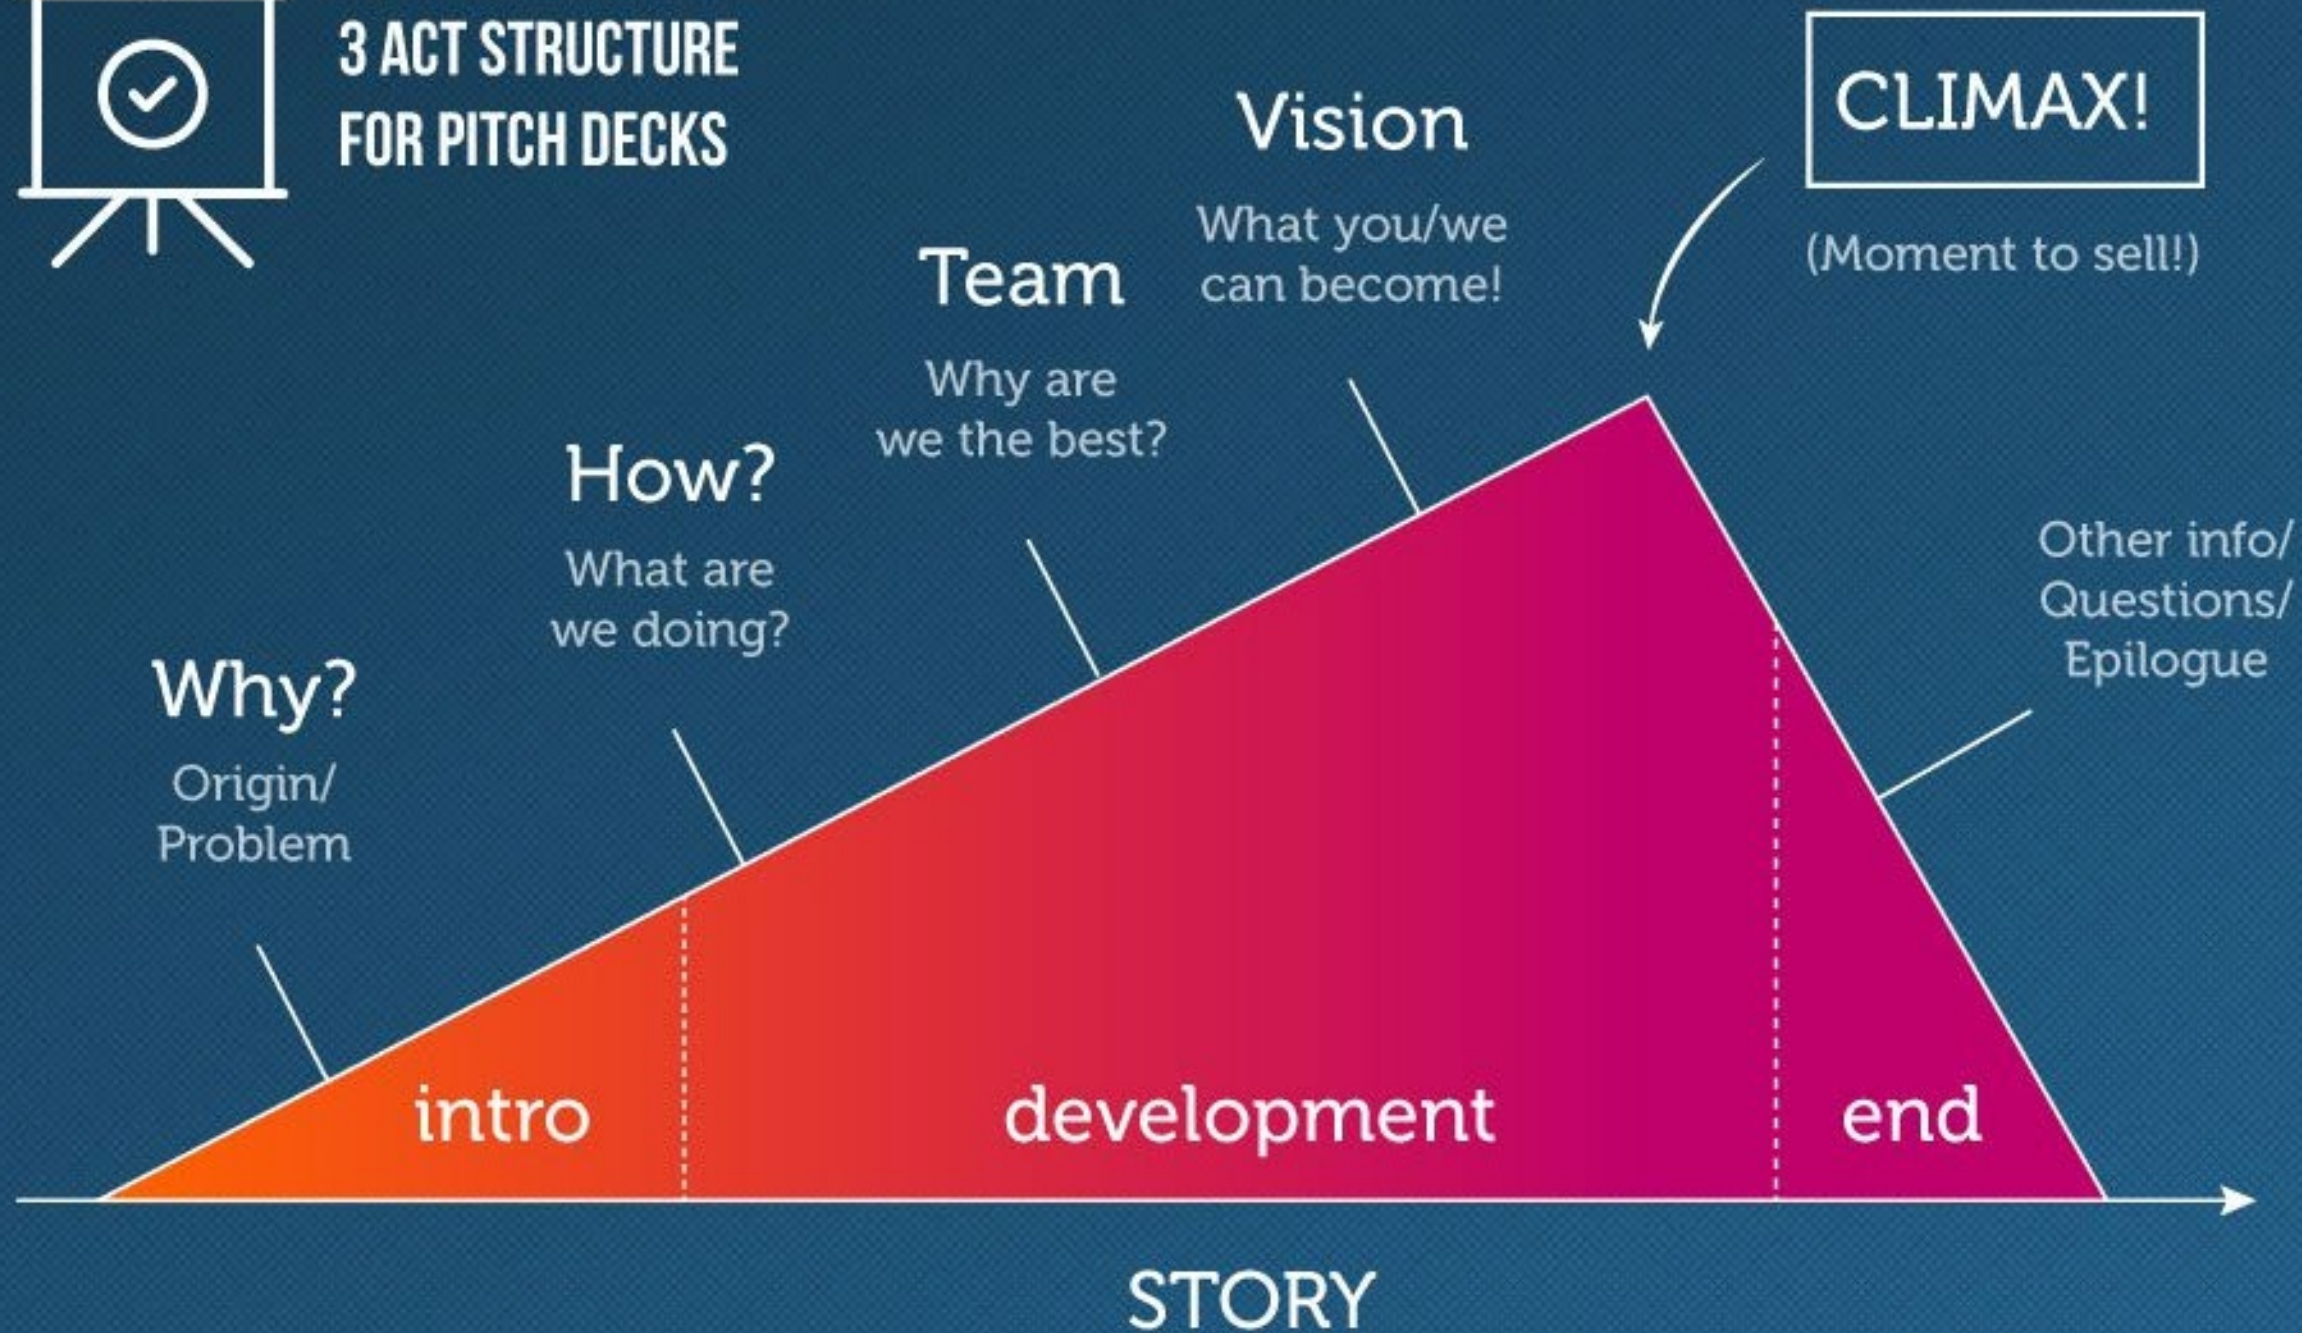 3 ACT STRUCTURE
FOR PITCH DECKS
Why?
Origin/
Problem
How?
What are
we doing?
Team
Why are
we the best?
Vision
What you/we
can become!
CLIMAX!
(Moment to sell!)
Other info/
Questions/
Epilogue
intro
development
end
STORY